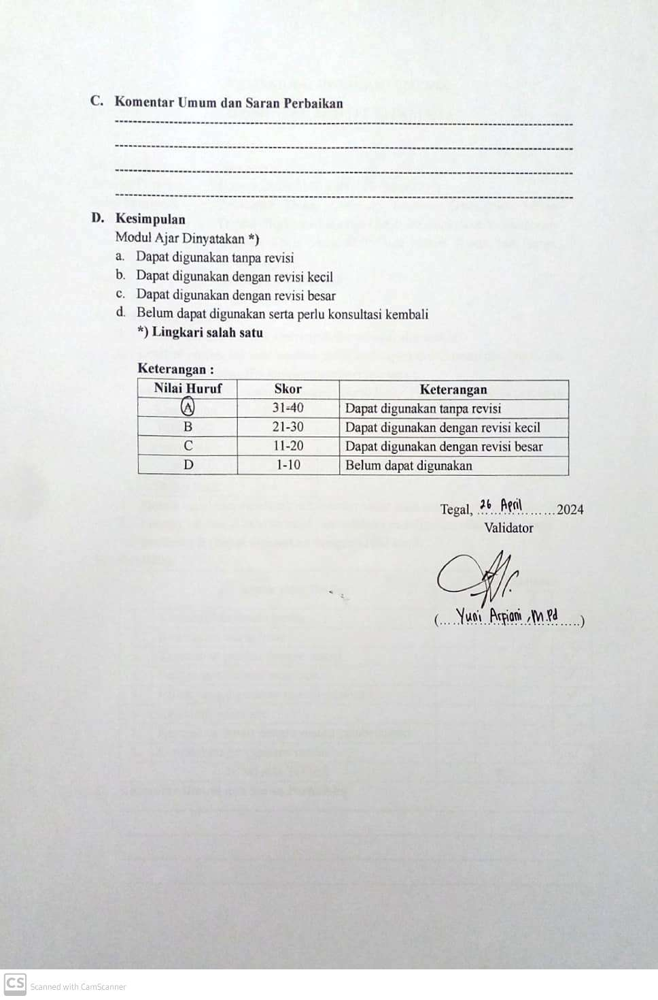 C. Komentar Umum dan Saran Perbaikan
D. Kesimpulan
Modul Ajar Dinyatakan *)
a. Dapat digunakan tanpa revisi
b. Dapat digunakan dengan revisi kecil
c. Dapat digunakan dengan revisi besar
d. Belum dapat digunakan serta perlu konsultasi kembali
*) Lingkari salah satu
Keterangan :
Nilai Huruf Skor Keterangan
A 31-40 Dapat digunakan tanpa revisi
B 21-30 Dapat digunakan dengan revisi kecil
C 11-20 Dapat digunakan dengan revisi besar
D 1-10 Belum dapat digunakan
Tegal, 26 April 2024
Validator
(.... Yuni Arpiani, M.Pd ....)
CS Scanned with CamScanner